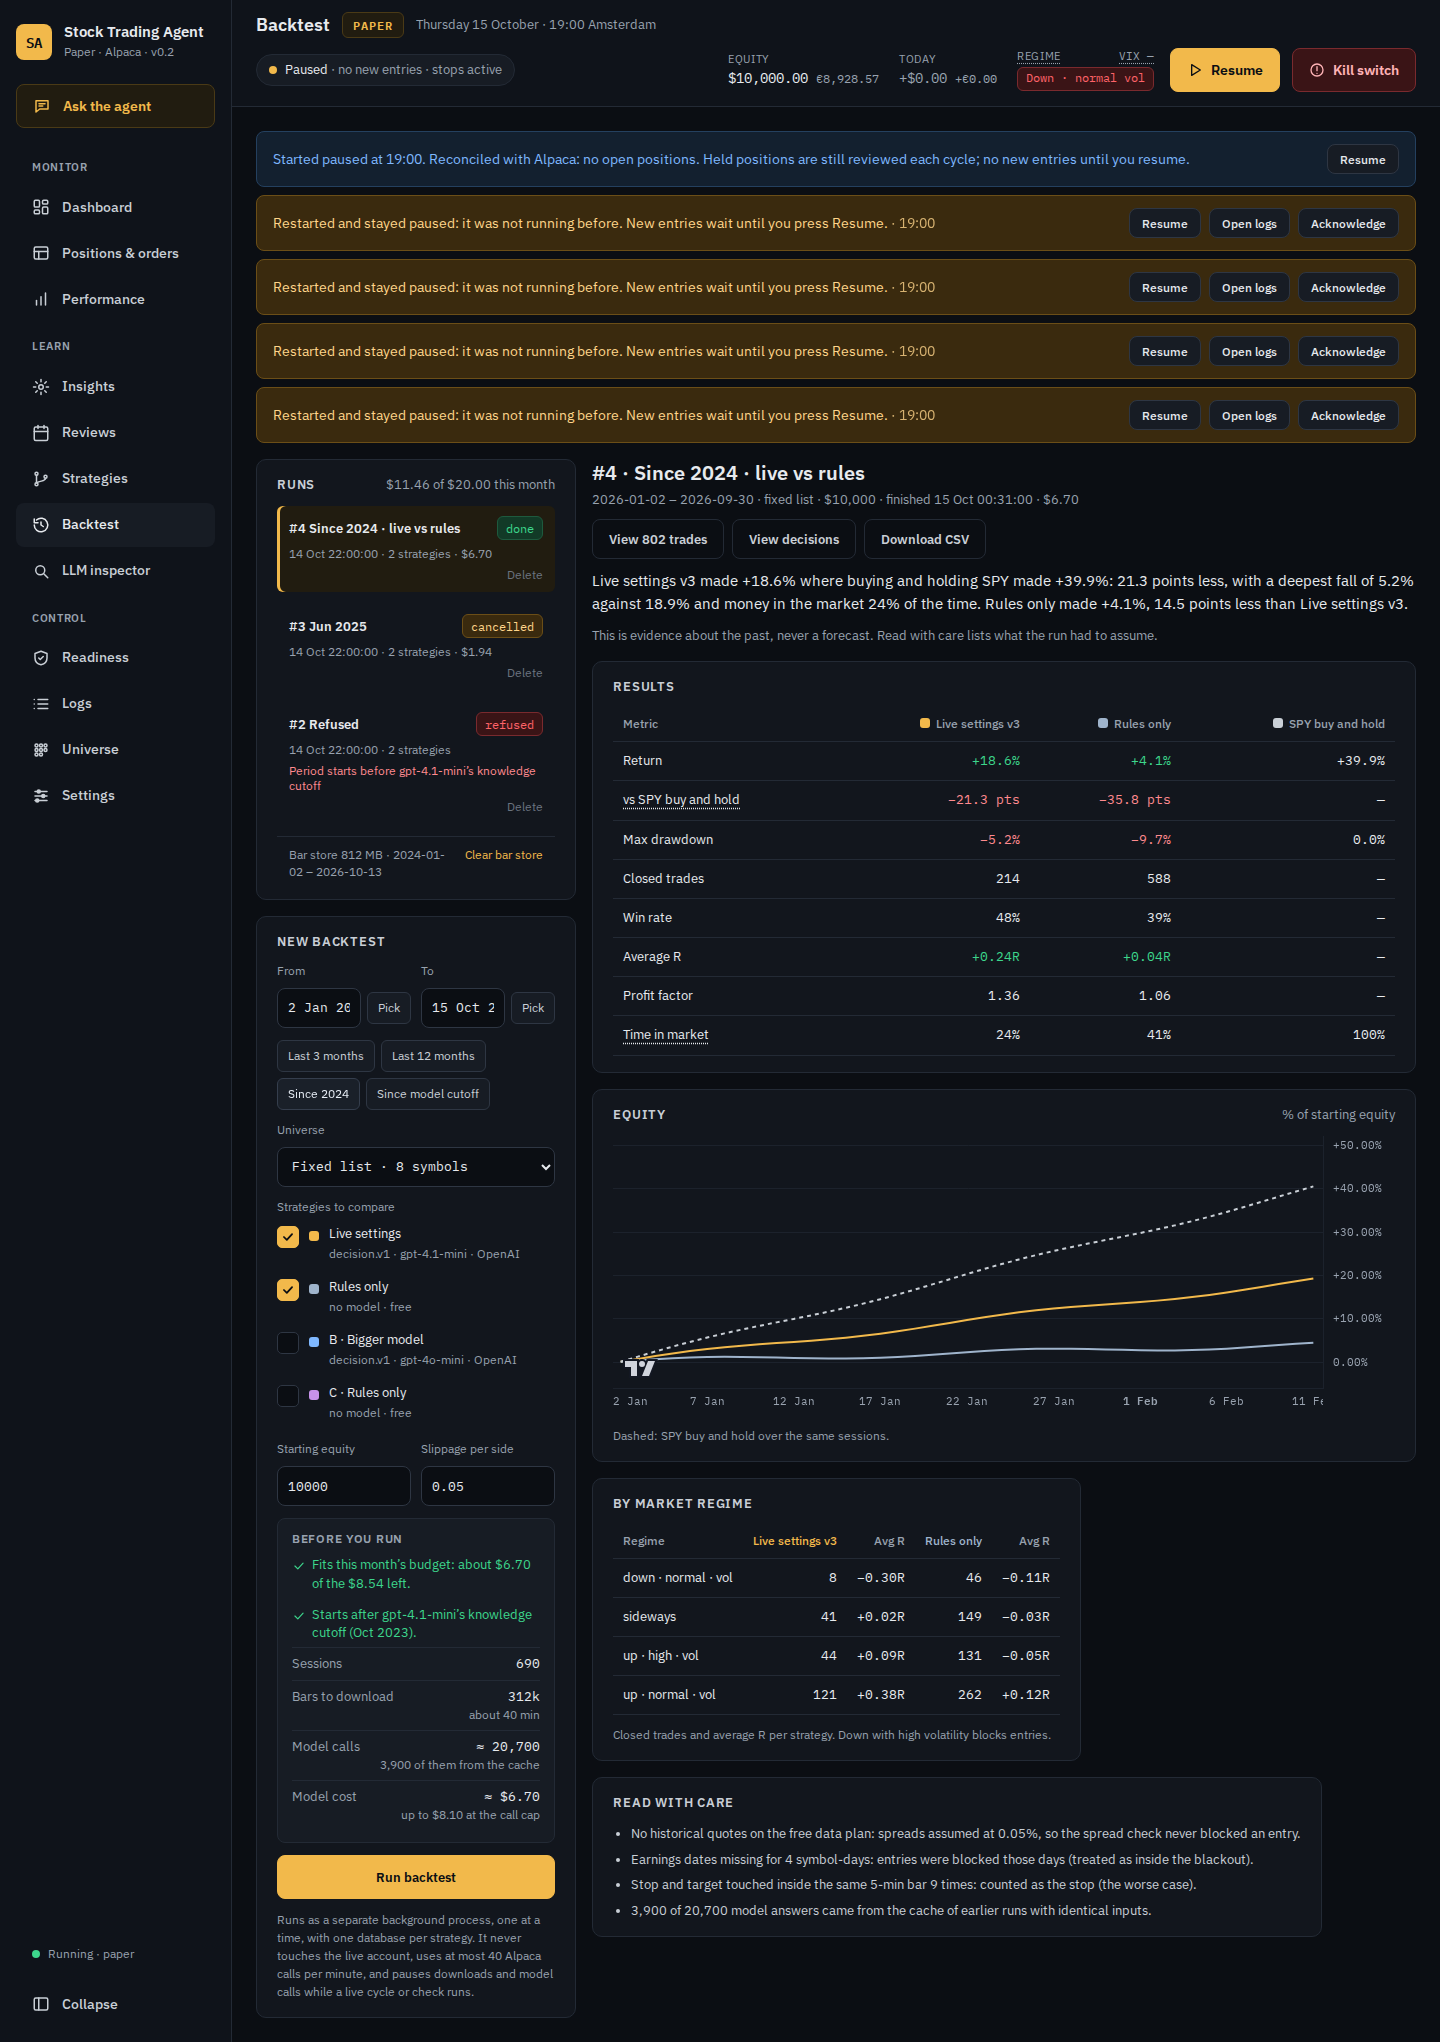 SA
Stock Trading Agent
Paper · Alpaca · v0.2
Ask the agent
MONITOR
Dashboard
Positions & orders
Performance
LEARN
Insights
Reviews
Strategies
Backtest
LLM inspector
CONTROL
Readiness
Logs
Universe
Settings
Running · paper
Collapse
Backtest PAPER Thursday 15 October · 19:00 Amsterdam
Paused · no new entries · stops active
EQUITY
$10,000.00 €8,928.57
TODAY
+$0.00 +€0.00
REGIME VIX —
Down · normal vol
Resume
Kill switch
Started paused at 19:00. Reconciled with Alpaca: no open positions. Held positions are still reviewed each cycle; no new entries until you resume. Resume
Restarted and stayed paused: it was not running before. New entries wait until you press Resume. · 19:00 Resume Open logs Acknowledge
Restarted and stayed paused: it was not running before. New entries wait until you press Resume. · 19:00 Resume Open logs Acknowledge
Restarted and stayed paused: it was not running before. New entries wait until you press Resume. · 19:00 Resume Open logs Acknowledge
Restarted and stayed paused: it was not running before. New entries wait until you press Resume. · 19:00 Resume Open logs Acknowledge
RUNS $11.46 of $20.00 this month
#4 Since 2024 · live vs rules done
14 Oct 22:00:00 · 2 strategies · $6.70
Delete
#3 Jun 2025 cancelled
14 Oct 22:00:00 · 2 strategies · $1.94
Delete
#2 Refused refused
14 Oct 22:00:00 · 2 strategies
Period starts before gpt-4.1-mini's knowledge
cutoff
Delete
Bar store 812 MB · 2024-01-
02 – 2026-10-13
Clear bar store
NEW BACKTEST
From To
2 Jan 20 Pick 15 Oct 2 Pick
Last 3 months Last 12 months
Since 2024 Since model cutoff
Universe
Fixed list · 8 symbols
Strategies to compare
Live settings
decision.v1 · gpt-4.1-mini · OpenAI
Rules only
no model · free
B · Bigger model
decision.v1 · gpt-4o-mini · OpenAI
C · Rules only
no model · free
Starting equity Slippage per side
10000 0.05
BEFORE YOU RUN
Fits this month's budget: about $6.70
of the $8.54 left.
Starts after gpt-4.1-mini's knowledge
cutoff (Oct 2023).
Sessions 690
Bars to download 312k
about 40 min
Model calls ≈ 20,700
3,900 of them from the cache
Model cost ≈ $6.70
up to $8.10 at the call cap
Run backtest
Runs as a separate background process, one at a
time, with one database per strategy. It never
touches the live account, uses at most 40 Alpaca
calls per minute, and pauses downloads and model
calls while a live cycle or check runs.
#4 · Since 2024 · live vs rules
2026-01-02 – 2026-09-30 · fixed list · $10,000 · finished 15 Oct 00:31:00 · $6.70
View 802 trades View decisions Download CSV
Live settings v3 made +18.6% where buying and holding SPY made +39.9%: 21.3 points less, with a deepest fall of 5.2%
against 18.9% and money in the market 24% of the time. Rules only made +4.1%, 14.5 points less than Live settings v3.
This is evidence about the past, never a forecast. Read with care lists what the run had to assume.
RESULTS
Metric Live settings v3 Rules only SPY buy and hold
Return +18.6% +4.1% +39.9%
vs SPY buy and hold −21.3 pts −35.8 pts —
Max drawdown −5.2% −9.7% 0.0%
Closed trades 214 588 —
Win rate 48% 39% —
Average R +0.24R +0.04R —
Profit factor 1.36 1.06 —
Time in market 24% 41% 100%
EQUITY % of starting equity
+50.00%
+40.00%
+30.00%
+20.00%
+10.00%
0.00%
2 Jan 7 Jan 12 Jan 17 Jan 22 Jan 27 Jan 1 Feb 6 Feb 11 Fe
Dashed: SPY buy and hold over the same sessions.
BY MARKET REGIME
Regime Live settings v3 Avg R Rules only Avg R
down · normal · vol 8 −0.30R 46 −0.11R
sideways 41 +0.02R 149 −0.03R
up · high · vol 44 +0.09R 131 −0.05R
up · normal · vol 121 +0.38R 262 +0.12R
Closed trades and average R per strategy. Down with high volatility blocks entries.
READ WITH CARE
• No historical quotes on the free data plan: spreads assumed at 0.05%, so the spread check never blocked an entry.
• Earnings dates missing for 4 symbol-days: entries were blocked those days (treated as inside the blackout).
• Stop and target touched inside the same 5-min bar 9 times: counted as the stop (the worse case).
• 3,900 of 20,700 model answers came from the cache of earlier runs with identical inputs.